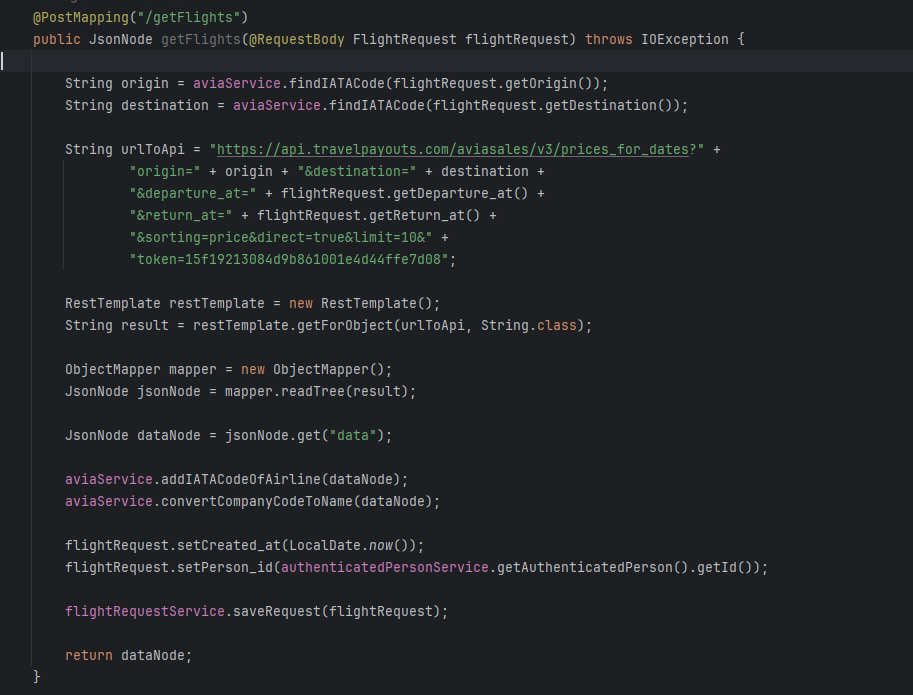 @PostMapping("/getFlights")
public JsonNode getFlights(@RequestBody FlightRequest flightRequest) throws IOException {
String origin = aviaService.findIATACode(flightRequest.getOrigin());
String destination = aviaService.findIATACode(flightRequest.getDestination());
String urlToApi = "https://api.travelpayouts.com/aviasales/v3/prices_for_dates?" +
"origin=" + origin + "&destination=" + destination +
"&departure_at=" + flightRequest.getDeparture_at() +
"&return_at=" + flightRequest.getReturn_at() +
"&sorting=price&direct=true&limit=10&" +
"token=15f19213084d9b861001e4d44ffe7d08";
RestTemplate restTemplate = new RestTemplate();
String result = restTemplate.getForObject(urlToApi, String.class);
ObjectMapper mapper = new ObjectMapper();
JsonNode jsonNode = mapper.readTree(result);
JsonNode dataNode = jsonNode.get("data");
aviaService.addIATACodeOfAirline(dataNode);
aviaService.convertCompanyCodeToName(dataNode);
flightRequest.setCreated_at(LocalDate.now());
flightRequest.setPerson_id(authenticatedPersonService.getAuthenticatedPerson().getId());
flightRequestService.saveRequest(flightRequest);
return dataNode;
}